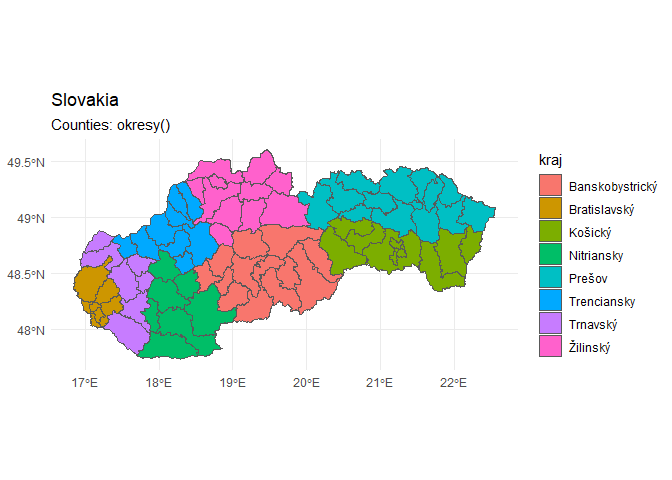 Slovakia
Counties: okresy()
49.5°N
49°N
48.5°N
48°N
17°E
18°E
19°E
20°E
21°E
22°E
kraj
Banskobystrický
Bratislavský
Košický
Nitriansky
Prešov
Trenciansky
Trnavský
Žilinský